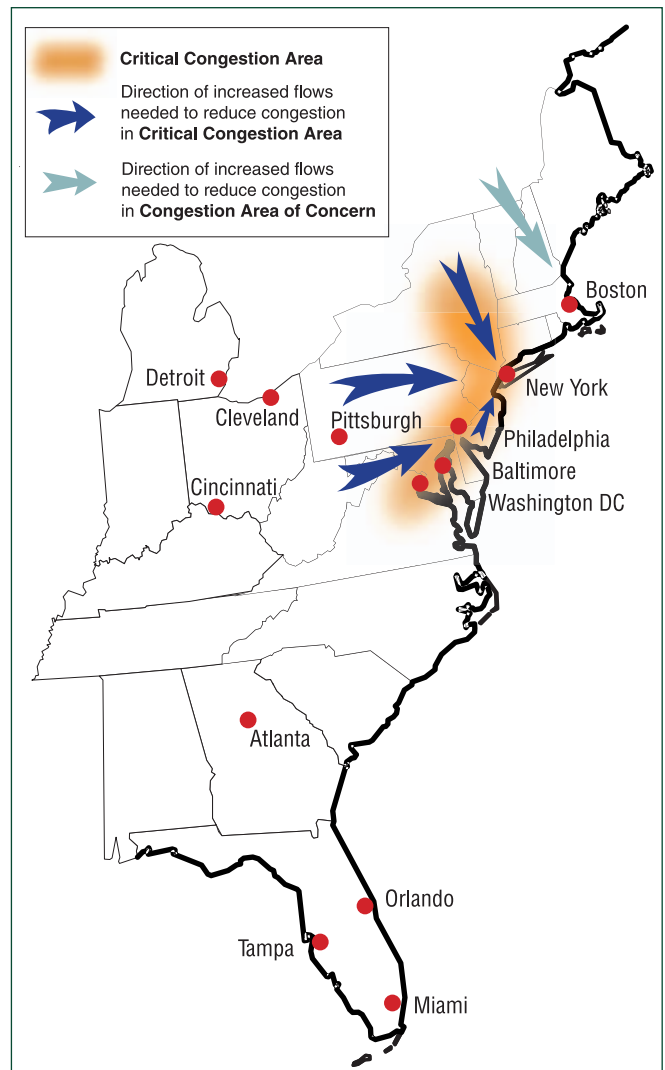 Critical Congestion Area
Direction of increased flows
needed to reduce congestion
in Critical Congestion Area
Direction of increased flows
needed to reduce congestion
in Congestion Area of Concern
Boston
Detroit
New York
Cleveland
Pittsburgh
Philadelphia
Baltimore
Cincinnati
Washington DC
Atlanta
Orlando
Tampa
Miami